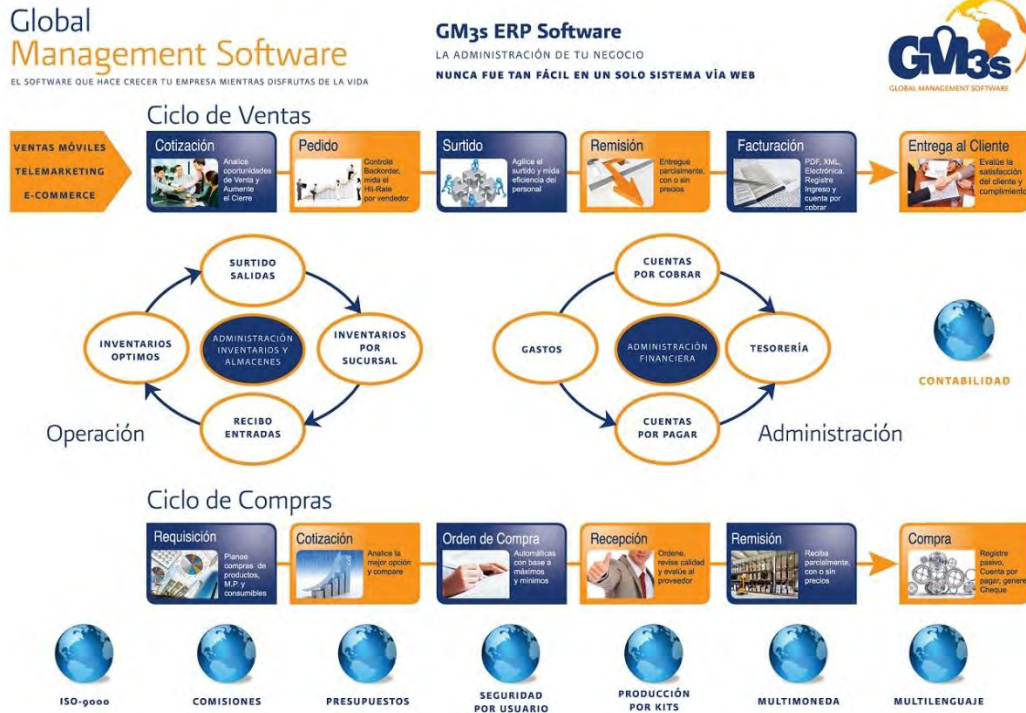 Global
Management Software
EL SOFTWARE QUE HACE CRECER TU EMPRESA MIENTRAS DISFRUTAS DE LA VIDA
GM3s ERP Software
LA ADMINISTRACIÓN DE TU NEGOCIO
NUNCA FUE TAN FÁCIL EN UN SOLO SISTEMA VÍA WEB
GM3s
GLOBAL MANAGEMENT SOFTWARE
Ciclo de Ventas
VENTAS MÓVILES
TELEMARKETING
E-COMMERCE
Cotización
Analice
oportunidades
de Venta y
Aumente
el Cierre
Pedido
Controle
Backorder,
mida el
Hit-Rate
por vendedor
Surtido
Agilice el
surtido y mida
eficiencia del
personal
Remisión
Entregue
parcialmente,
con o sin
precios
Facturación
PDF, XML,
Electrónica.
Registre
Ingreso y
cuenta por
cobrar
Entrega al Cliente
Evalúe la
satisfacción
del cliente y
cumplimiento
SURTIDO
SALIDAS
INVENTARIOS
OPTIMOS
ADMINISTRACIÓN
INVENTARIOS Y
ALMACENES
INVENTARIOS
POR
SUCURSAL
RECIBO
ENTRADAS
Operación
CUENTAS
POR COBRAR
GASTOS
ADMINISTRACIÓN
FINANCIERA
TESORERÍA
CUENTAS
POR PAGAR
Administración
CONTABILIDAD
Ciclo de Compras
Requisición
Planee
compras de
productos,
M.P. y
consumibles
Cotización
Analice la
mejor opción
y compare
Orden de Compra
Automáticas
con base a
máximos
y mínimos
Recepción
Ordene,
revise calidad
y evalúe al
proveedor
Remisión
Reciba
parcialmente,
con o sin
precios
Compra
Registre
pasivo,
Cuenta por
pagar, genere
Cheque
ISO-9000
COMISIONES
PRESUPUESTOS
SEGURIDAD
POR USUARIO
PRODUCCIÓN
POR KITS
MULTIMONEDA
MULTILENGUAJE